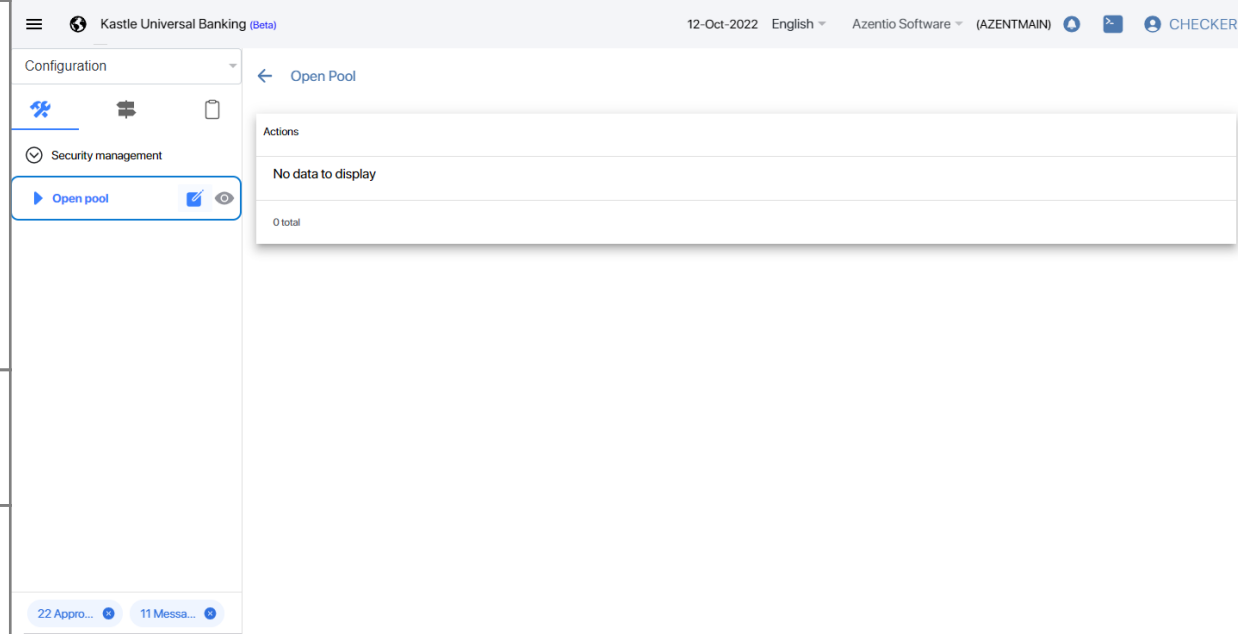 Kastle Universal Banking (Beta)
12-Oct-2022 English Azentio Software (AZENTMAIN) CHECKER
Configuration
Open Pool
Security management
Open pool
Actions
No data to display
0 total
22 Appro... 11 Messa...